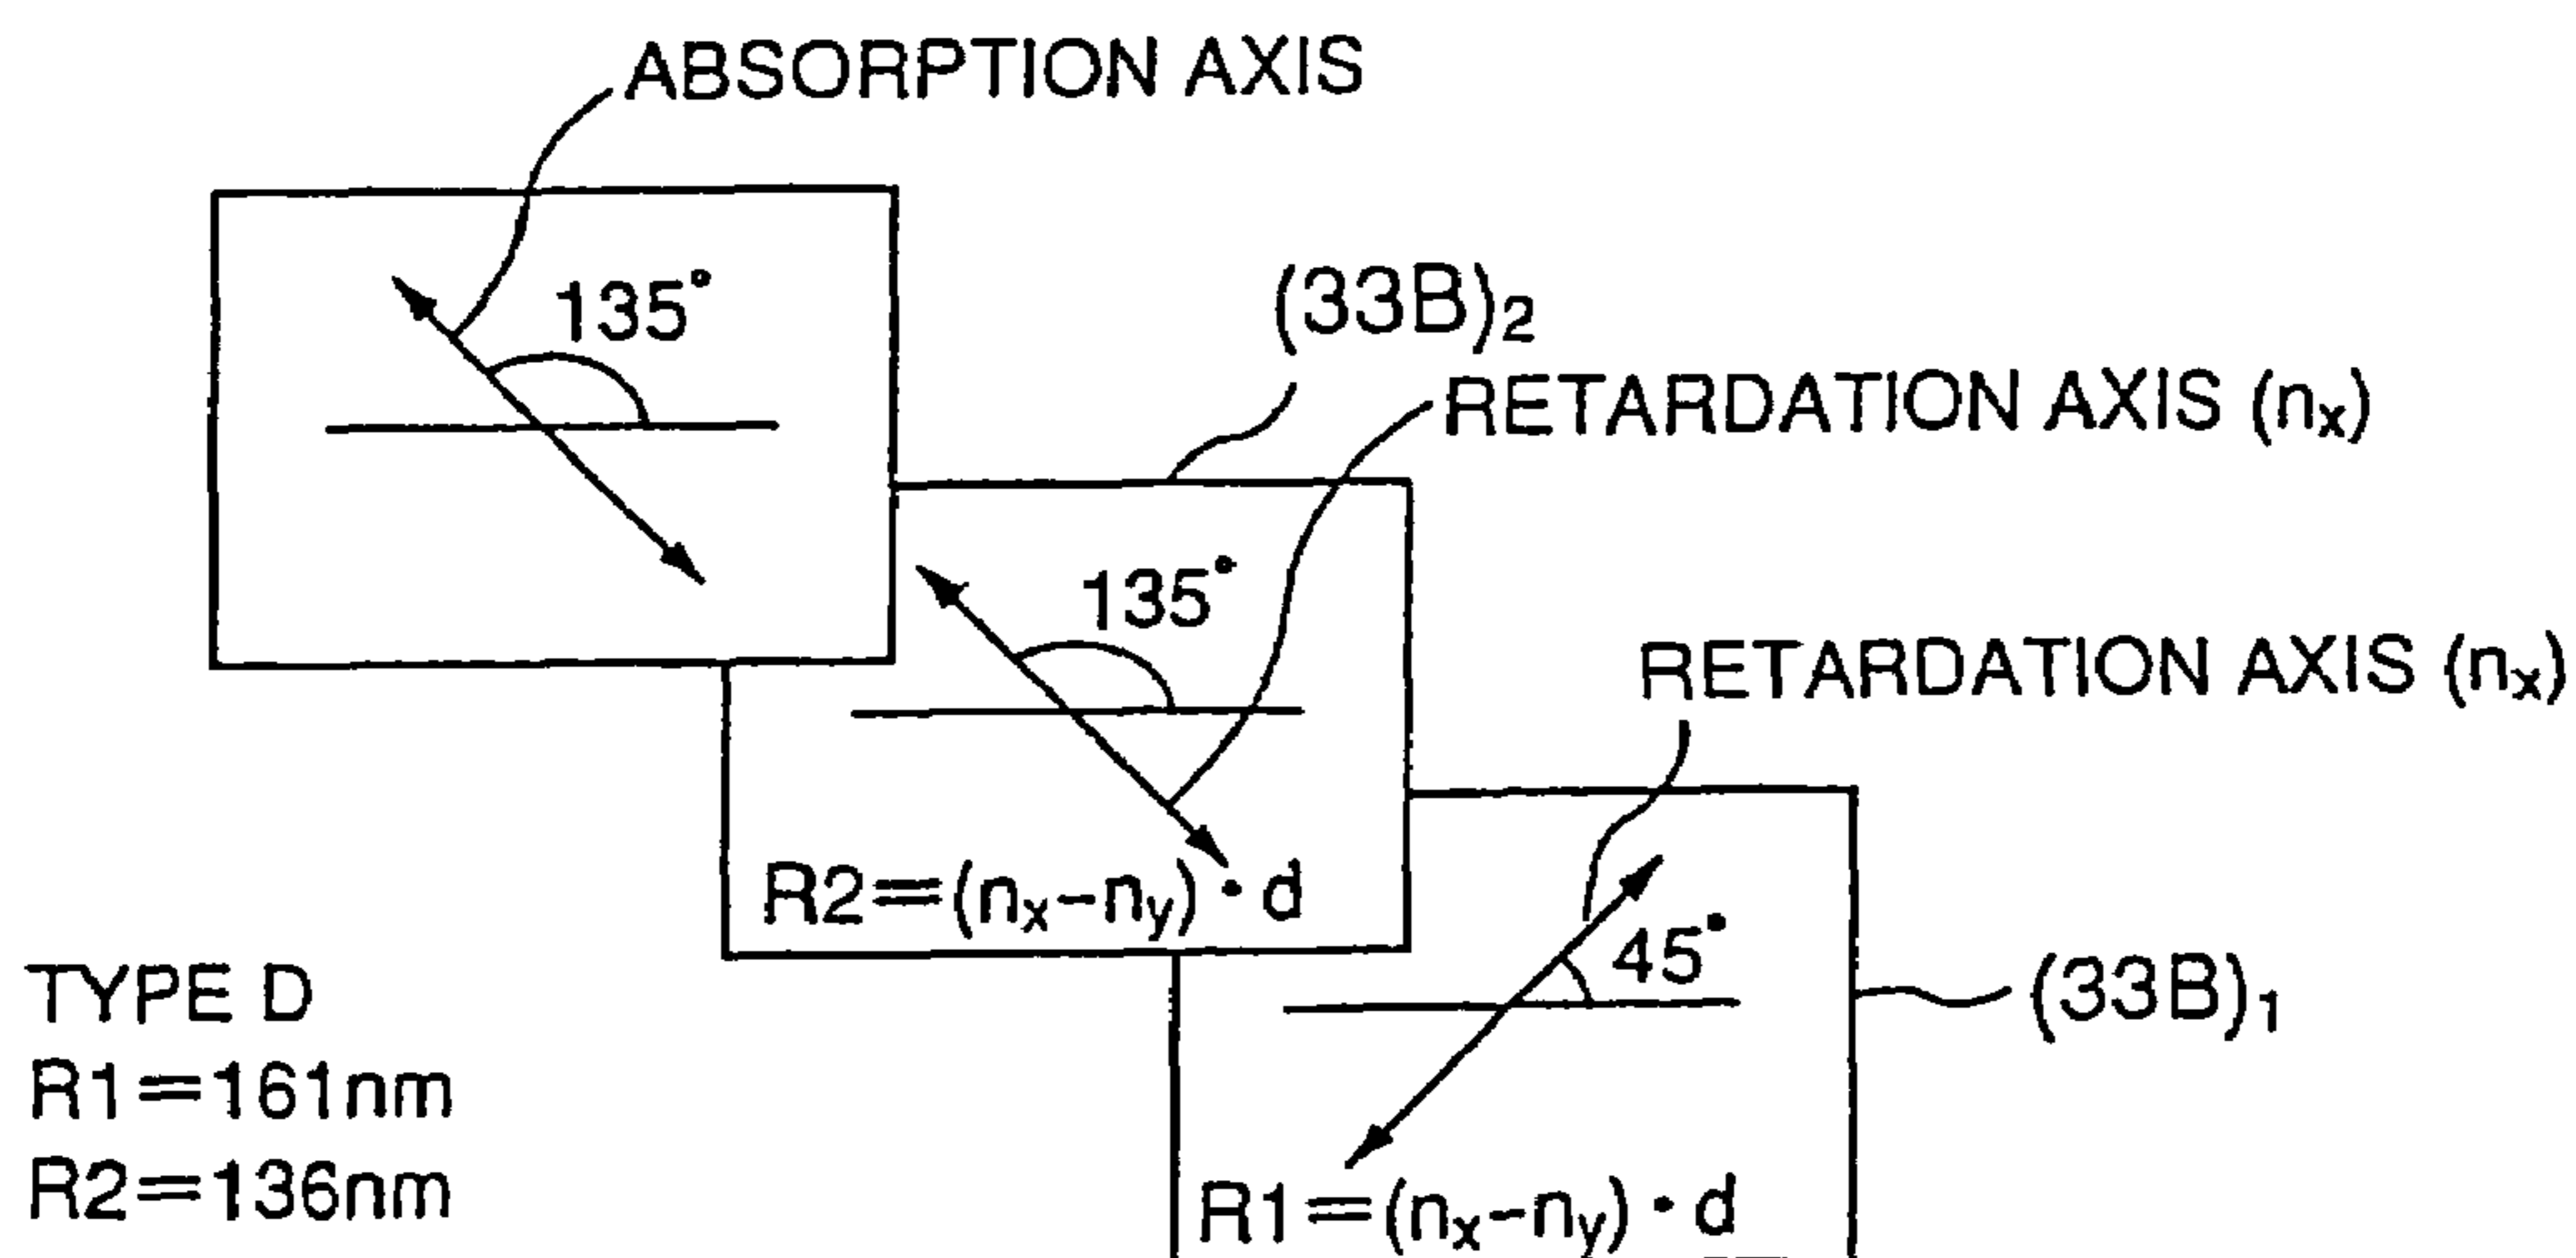 ABSORPTION AXIS
135°
(33B)₂
RETARDATION AXIS (nₓ)
135°
RETARDATION AXIS (nₓ)
R2=(nₓ-nᵧ)・d
45°
(33B)₁
TYPE D
R1=161nm
R2=136nm
R1=(nₓ-nᵧ)・d